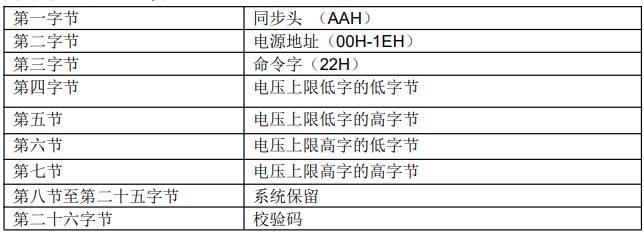 第一字节 同步头 （AAH）
第二字节 电源地址（00H-1EH）
第三字节 命令字（22H）
第四字节 电压上限低字的低字节
第五节 电压上限低字的高字节
第六节 电压上限高字的低字节
第七节 电压上限高字的高字节
第八节至第二十五字节 系统保留
第二十六字节 校验码